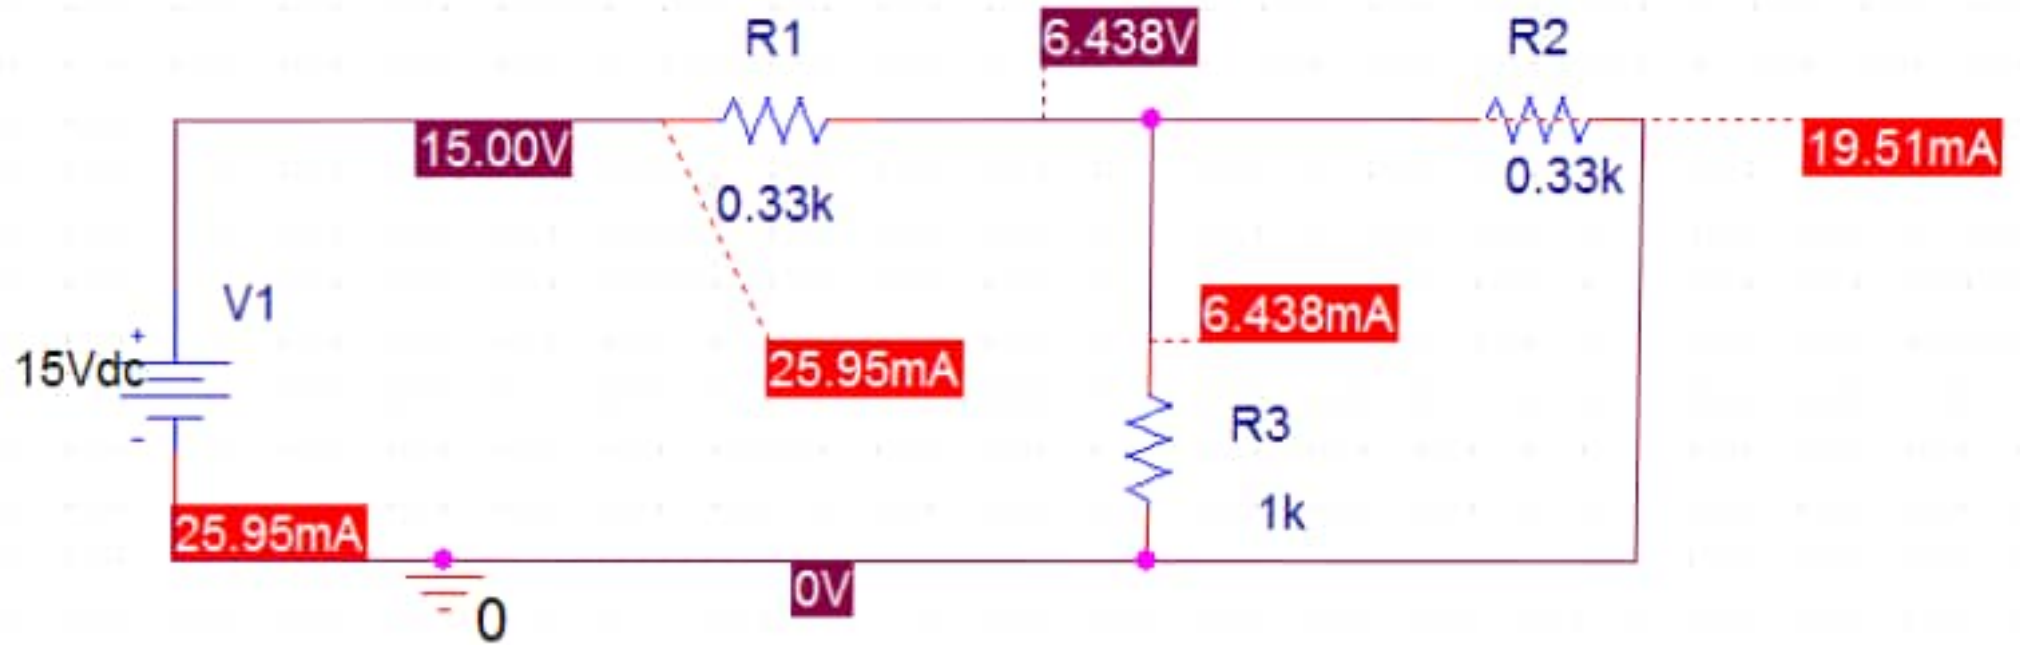 R1
6.438V
R2
15.00V
19.51mA
0.33k
0.33k
V1
+
6.438mA
15Vdc
25.95mA
R3
-
1k
25.95mA
0V
0